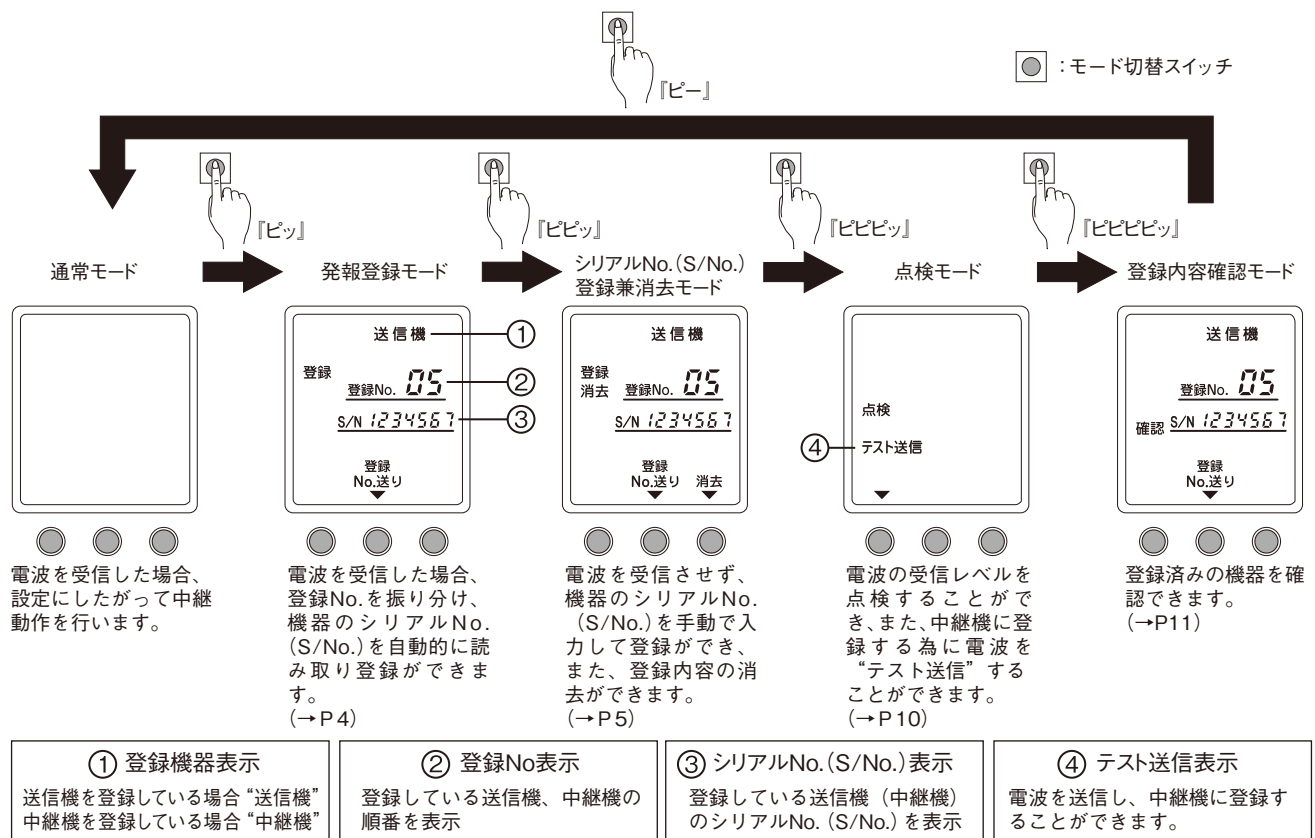 ：モード切替スイッチ
『ピー』
『ピッ』
『ピピッ』
『ピピピッ』
『ピピピピッ』
通常モード
発報登録モード
シリアルNo.（S/No.）
登録兼消去モード
点検モード
登録内容確認モード
送信機
①
登録
登録No. 05
②
S/N 1234567
③
登録
No.送り
送信機
登録
消去
登録No. 05
S/N 1234567
登録
No.送り
消去
点検
④
テスト送信
送信機
登録No. 05
確認 S/N 1234567
登録
No.送り
電波を受信した場合、
設定にしたがって中継
動作を行います。
電波を受信した場合、
登録No.を振り分け、
機器のシリアルNo.
(S/No.)を自動的に読
み取り登録ができま
す。
（→P4）
電波を受信させず、
機器のシリアルNo.
（S/No.）を手動で入
力して登録ができ、
また、登録内容の消
去ができます。
（→P5）
電波の受信レベルを
点検することがで
き、また、中継機に登
録する為に電波を
“テスト送信”する
ことができます。
（→P10）
登録済みの機器を確
認できます。
（→P11）
① 登録機器表示
送信機を登録している場合“送信機”
中継機を登録している場合“中継機”
② 登録No表示
登録している送信機、中継機の
順番を表示
③ シリアルNo.（S/No.）表示
登録している送信機（中継機）
のシリアルNo.（S/No.）を表示
④ テスト送信表示
電波を送信し、中継機に登録す
ることができます。